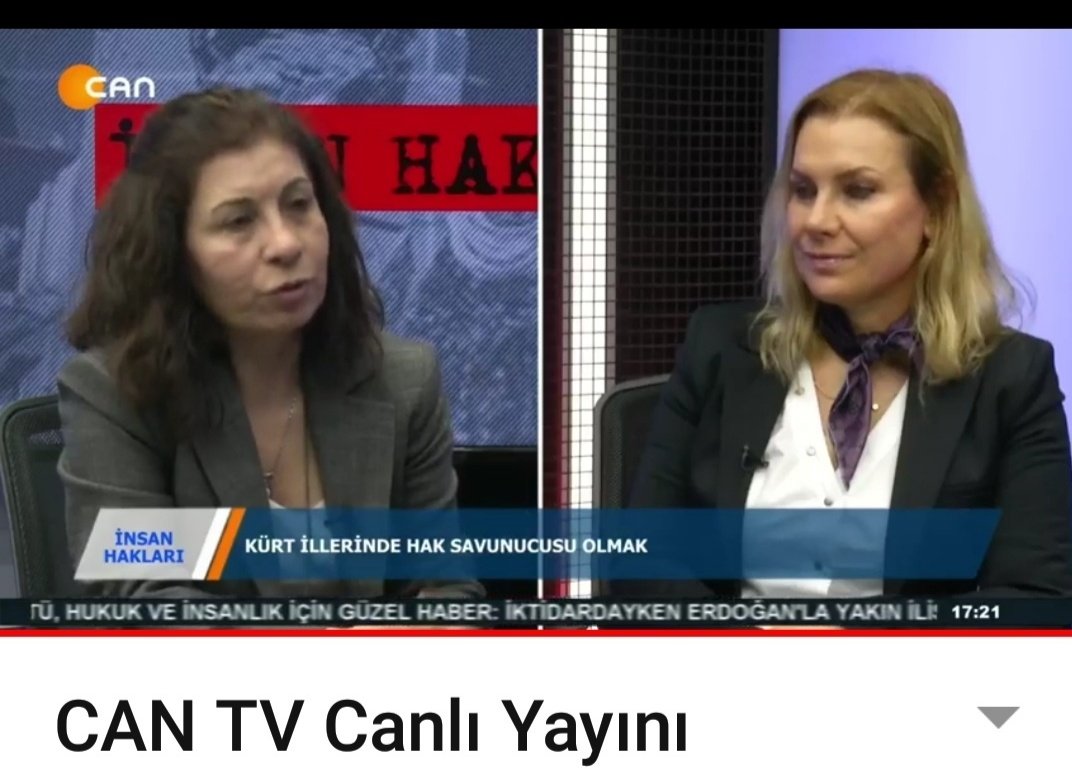 CAN
HAK
İNSAN
HAKLARI
KÜRT İLLERİNDE HAK SAVUNUCUSU OLMAK
TÜ, HUKUK VE İNSANLIK İÇİN GÜZEL HABER: İKTİDARDAYKEN ERDOĞAN'LA YAKIN İLİŞ
17:21
CAN TV Canlı Yayını